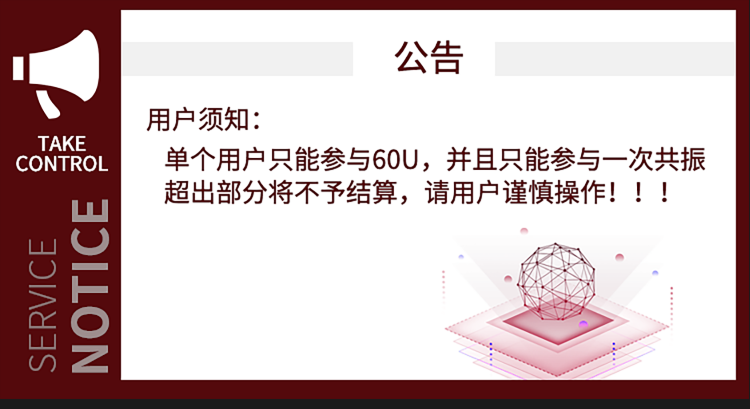 公告
TAKE
CONTROL
SERVICE
NOTICE
用户须知：
单个用户只能参与60U，并且只能参与一次共振
超出部分将不予结算，请用户谨慎操作！！！